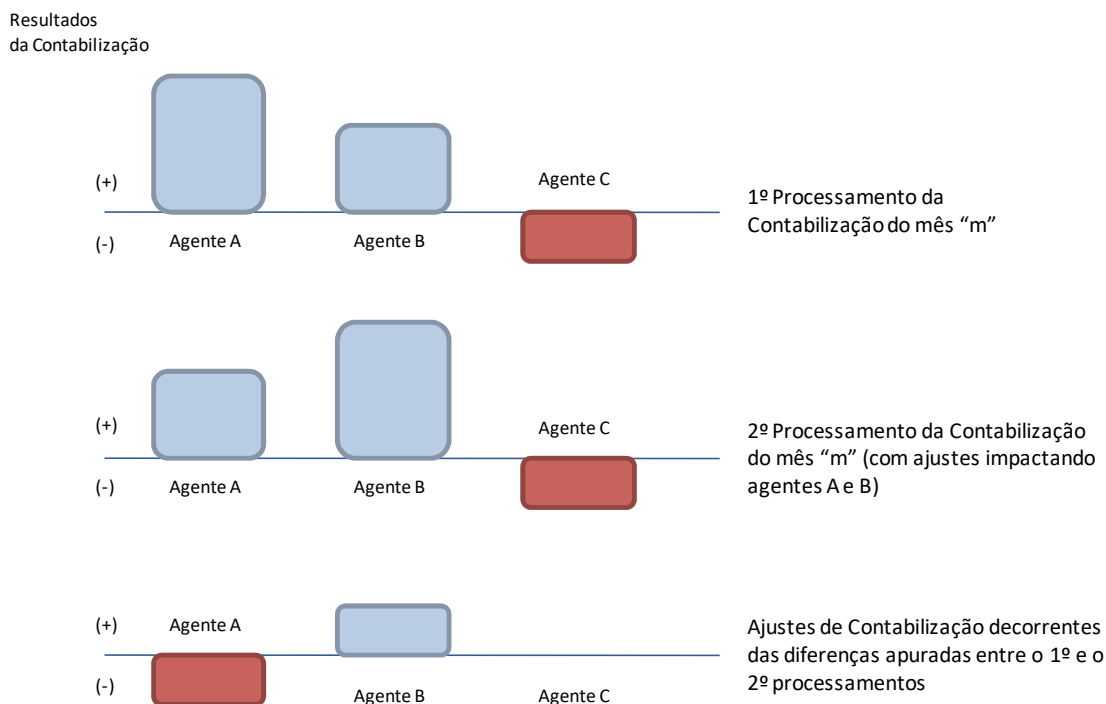 Resultados
da Contabilização
(+)
Agente C
(-)
Agente A
Agente B
1º Processamento da
Contabilização do mês “m”
(+)
Agente C
(-)
Agente A
Agente B
2º Processamento da Contabilização
do mês “m” (com ajustes impactando
agentes A e B)
(+)
Agente A
(-)
Agente B
Agente C
Ajustes de Contabilização decorrentes
das diferenças apuradas entre o 1º e o
2º processamentos